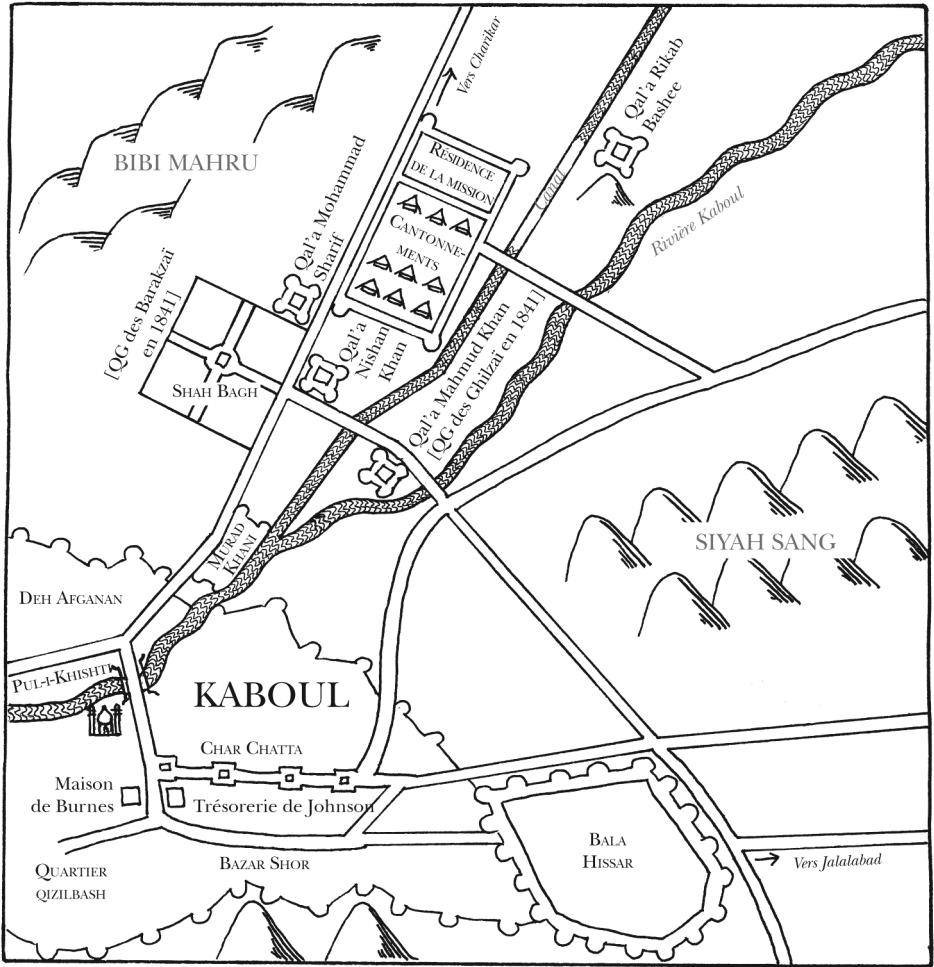 Vers Charikar
Qal'a Rikab
Bashee
BIBI MAHRU
RÉSIDENCE
DE LA MISSION
Canal
Rivière Kaboul
Qal'a Mohammad
Sharif
CANTONNE-
MENTS
[QG des Barakzaï
en 1841]
Qal'a
Nishan
Khan
Qal'a Mahmud Khan
[QG des Ghilzaï en 1841]
SHAH BAGH
MURAD
KHANI
SIYAH SANG
DEH AFGANAN
PUL-I-KHISHTI
KABOUL
CHAR CHATTA
Maison
de Burnes
Trésorerie de Johnson
BALA
HISSAR
BAZAR SHOR
Vers Jalalabad
QUARTIER
QIZILBASH